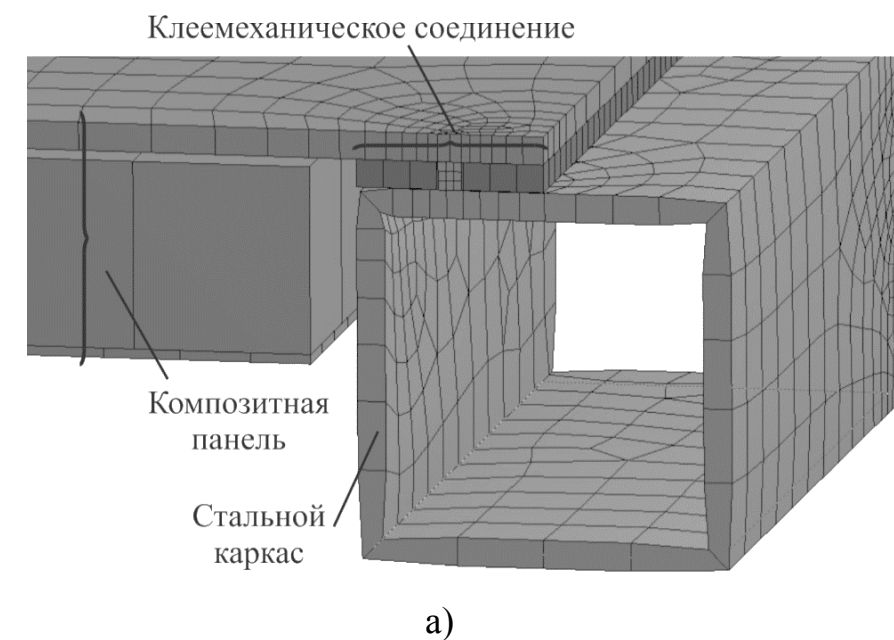 Клеемеханическое соединение
Композитная
панель
Стальной
каркас
а)